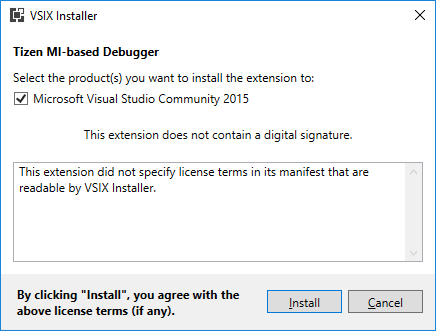 VSIX Installer
Tizen MI-based Debugger
Select the product(s) you want to install the extension to:
Microsoft Visual Studio Community 2015
This extension does not contain a digital signature.
This extension did not specify license terms in its manifest that are
readable by VSIX Installer.
By clicking "Install", you agree with the
above license terms (if any).
Install
Cancel